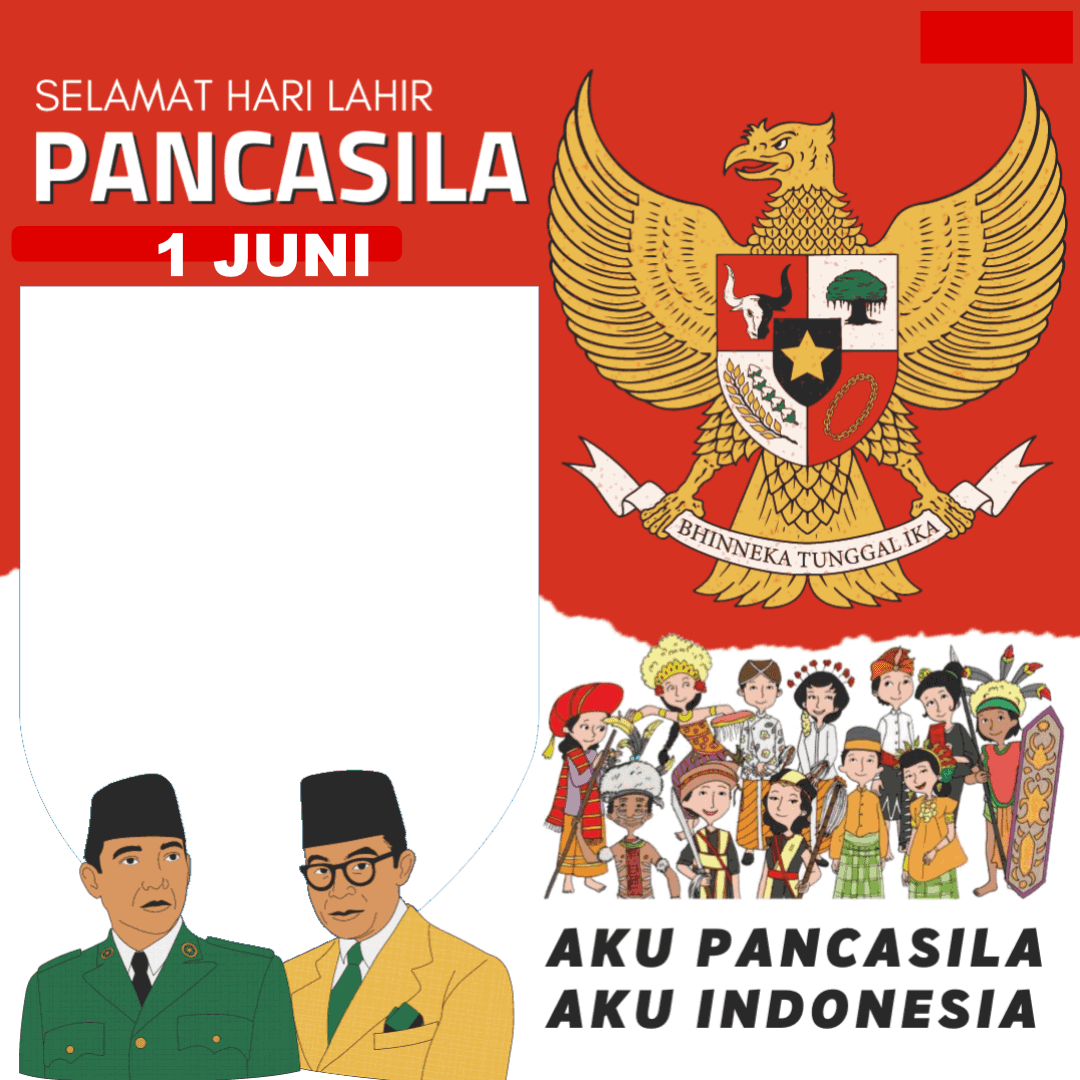 SELAMAT HARI LAHIR
PANCASILA
1 JUNI
BHINNEKA TUNGGAL IKA
AKU PANCASILA
AKU INDONESIA